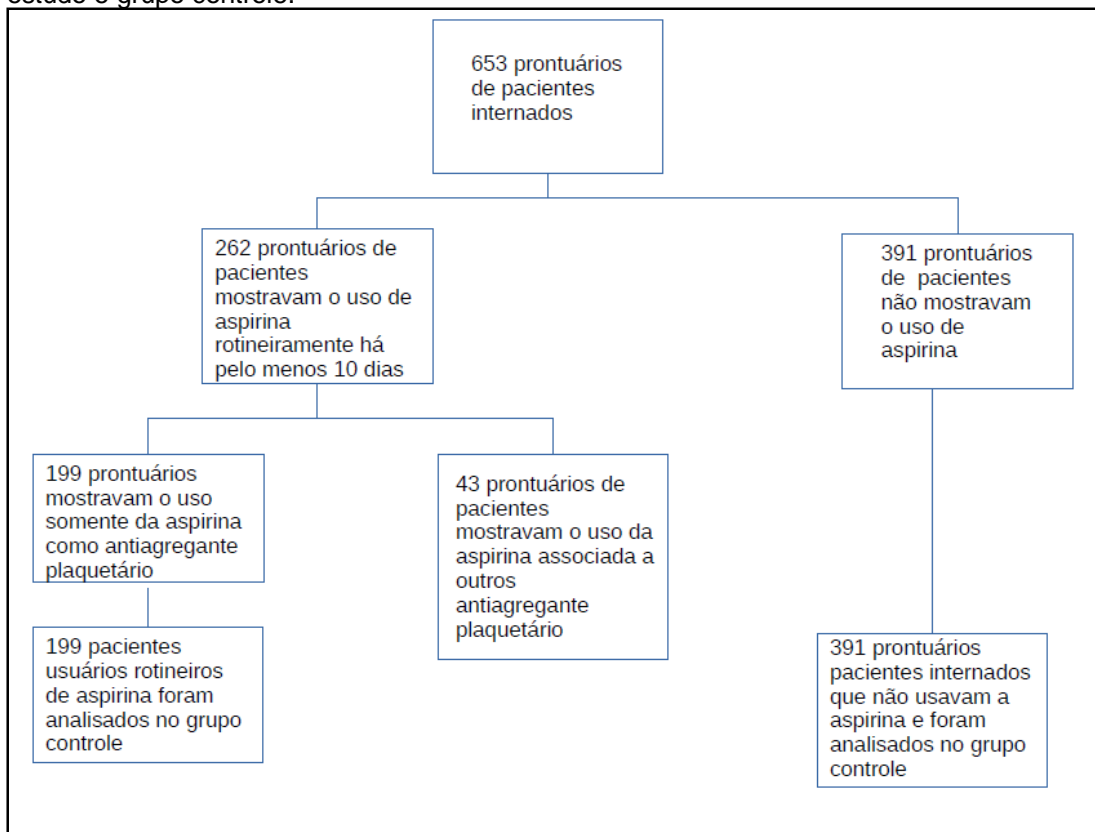 653 prontuários
de pacientes
internados
262 prontuários de
pacientes
mostravam o uso de
aspirina
rotineiramente há
pelo menos 10 dias
391 prontuários
de pacientes
não mostravam
o uso de
aspirina
199 prontuários
mostravam o uso
somente da aspirina
como antiagregante
plaquetário
43 prontuários de
pacientes
mostravam o uso da
aspirina associada a
outros
antiagregante
plaquetário
199 pacientes
usuários rotineiros
de aspirina foram
analisados no grupo
controle
391 prontuários
pacientes internados
que não usavam a
aspirina e foram
analisados no grupo
controle